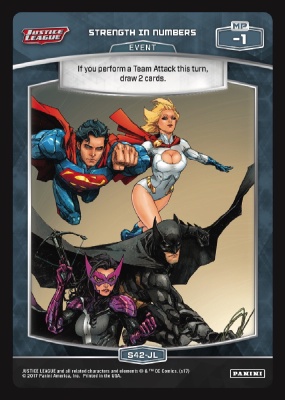 JUSTICE LEAGUE
STRENGTH IN NUMBERS
MP
-1
EVENT
If you perform a Team Attack this turn,
draw 2 cards.
S42-JL
JUSTICE LEAGUE and all related characters and elements © & ™ DC Comics. (s17)
© 2017 Panini America, Inc. Printed in the USA.
PANINI